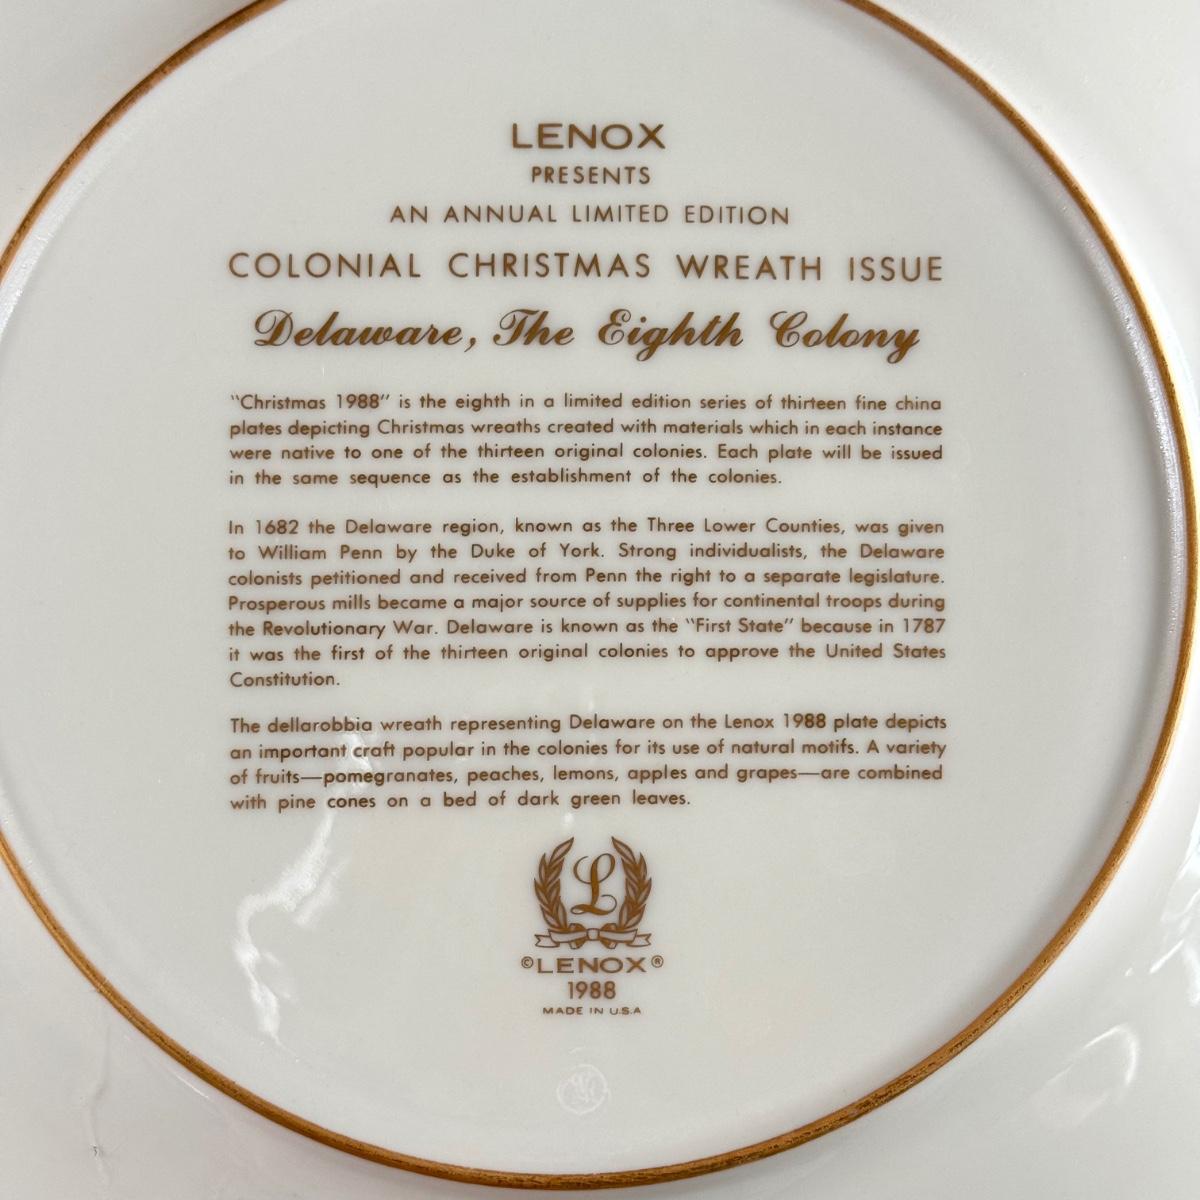 LENOX
PRESENTS
AN ANNUAL LIMITED EDITION
COLONIAL CHRISTMAS WREATH ISSUE
Delaware, The Eighth Colony
"Christmas 1988" is the eighth in a limited edition series of thirteen fine china
plates depicting Christmas wreaths created with materials which in each instance
were native to one of the thirteen original colonies. Each plate will be issued
in the same sequence as the establishment of the colonies.
In 1682 the Delaware region, known as the Three Lower Counties, was given
to William Penn by the Duke of York. Strong individualists, the Delaware
colonists petitioned and received from Penn the right to a separate legislature.
Prosperous mills became a major source of supplies for continental troops during
the Revolutionary War. Delaware is known as the "First State" because in 1787
it was the first of the thirteen original colonies to approve the United States
Constitution.
The dellarobbia wreath representing Delaware on the Lenox 1988 plate depicts
an important craft popular in the colonies for its use of natural motifs. A variety
of fruits—pomegranates, peaches, lemons, apples and grapes—are combined
with pine cones on a bed of dark green leaves.
L
©LENOX®
1988
MADE IN U.S.A